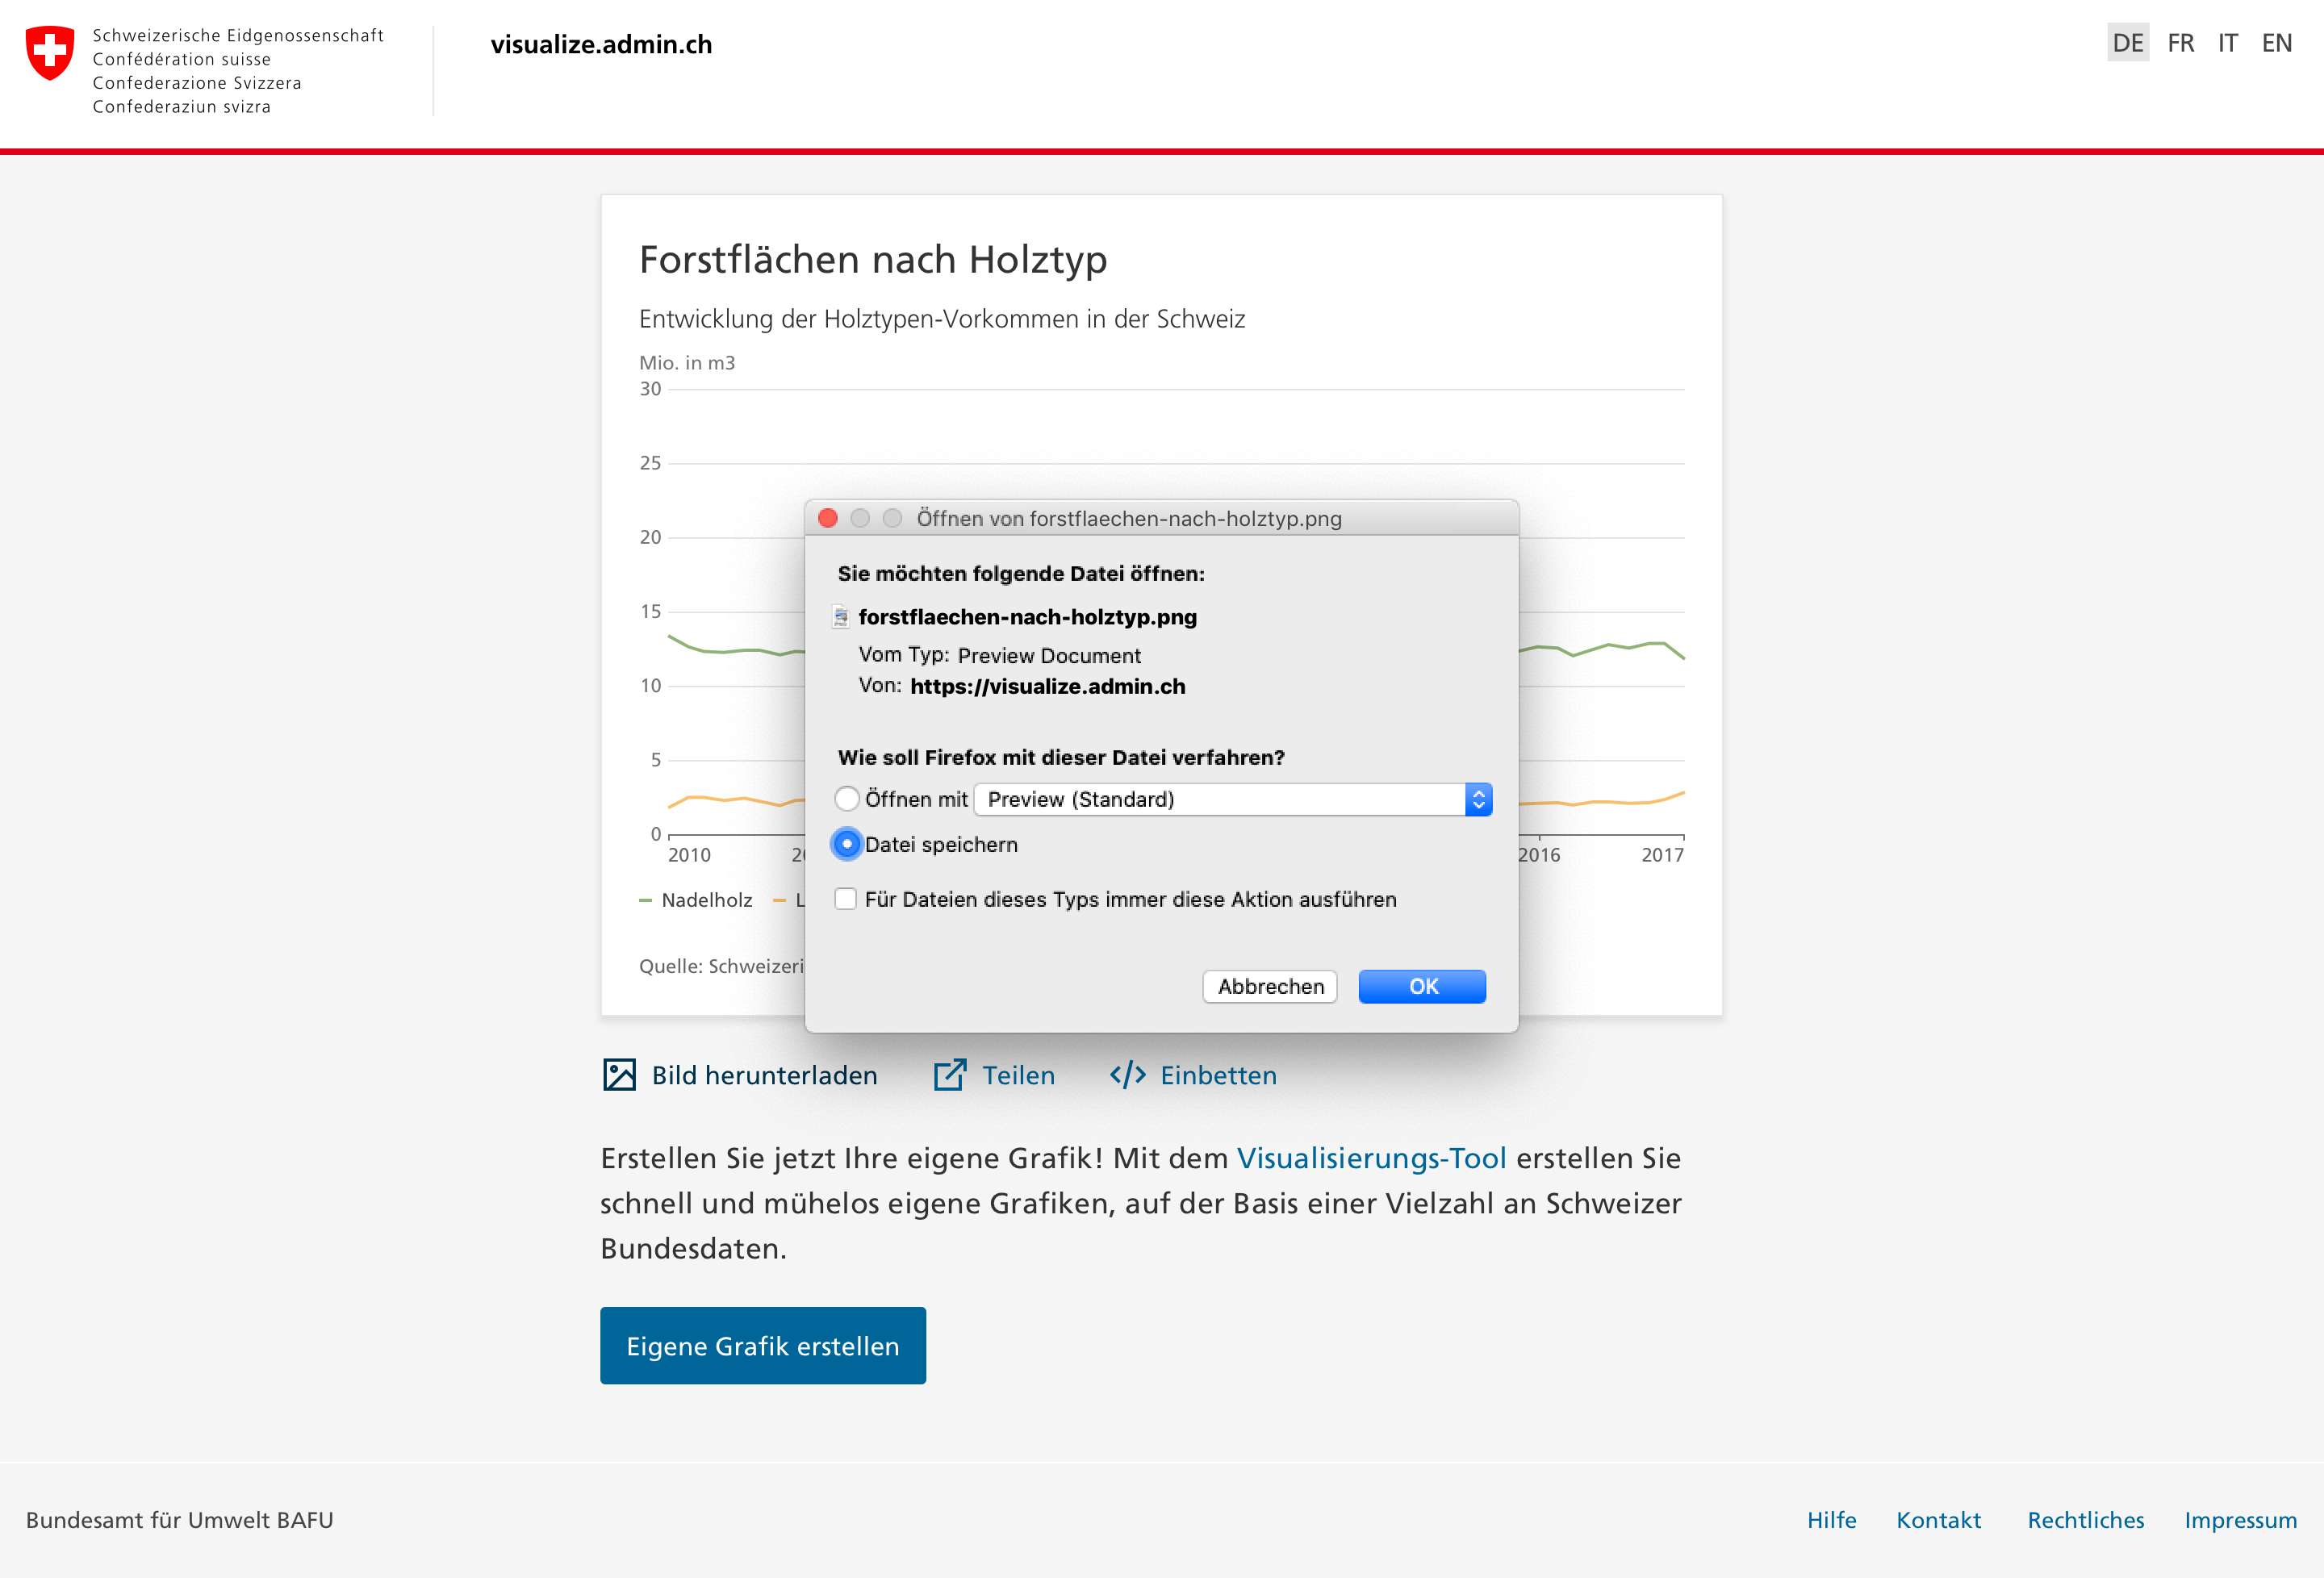 Schweizerische Eidgenossenschaft
Confédération suisse
Confederazione Svizzera
Confederaziun svizra
visualize.admin.ch
DE FR IT EN
Forstflächen nach Holztyp
Entwicklung der Holztypen-Vorkommen in der Schweiz
Mio. in m3
30
25
20
15
10
5
0
2010
2016
2017
Nadelholz
Quelle:
Öffnen von forstflaechen-nach-holztyp.png
Sie möchten folgende Datei öffnen:
forstflaechen-nach-holztyp.png
Vom Typ: Preview Document
Von: https://visualize.admin.ch
Wie soll Firefox mit dieser Datei verfahren?
Öffnen mit Preview (Standard)
Datei speichern
Für Dateien dieses Typs immer diese Aktion ausführen
Abbrechen OK
Bild herunterladen Teilen Einbetten
Erstellen Sie jetzt Ihre eigene Grafik! Mit dem Visualisierungs-Tool erstellen Sie
schnell und mühelos eigene Grafiken, auf der Basis einer Vielzahl an Schweizer
Bundesdaten.
Eigene Grafik erstellen
Bundesamt für Umwelt BAFU
Hilfe Kontakt Rechtliches Impressum